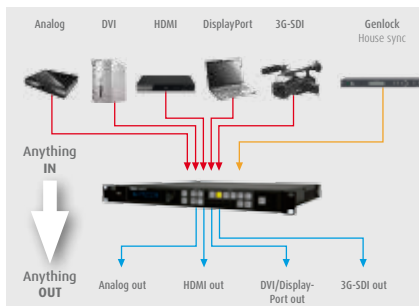 Analog DVI HDMI DisplayPort 3G-SDI Genlock
House sync
Anything
IN
Anything
OUT
Analog out HDMI out DVI/Display-
Port out 3G-SDI out